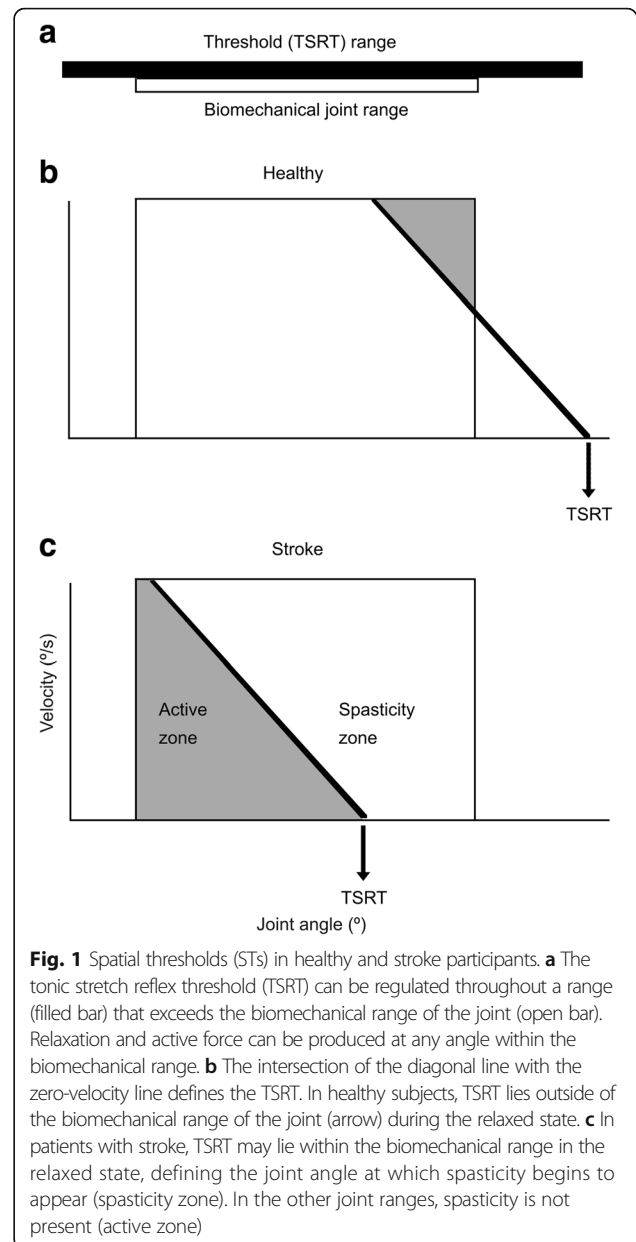 a
Threshold (TSRT) range
Biomechanical joint range
b
Healthy
TSRT
c
Stroke
Velocity (º/s)
Active
zone
Spasticity
zone
TSRT
Joint angle (º)
Fig. 1 Spatial thresholds (STs) in healthy and stroke participants. a The
tonic stretch reflex threshold (TSRT) can be regulated throughout a range
(filled bar) that exceeds the biomechanical range of the joint (open bar).
Relaxation and active force can be produced at any angle within the
biomechanical range. b The intersection of the diagonal line with the
zero-velocity line defines the TSRT. In healthy subjects, TSRT lies outside of
the biomechanical range of the joint (arrow) during the relaxed state. c In
patients with stroke, TSRT may lie within the biomechanical range in the
relaxed state, defining the joint angle at which spasticity begins to
appear (spasticity zone). In the other joint ranges, spasticity is not
present (active zone)